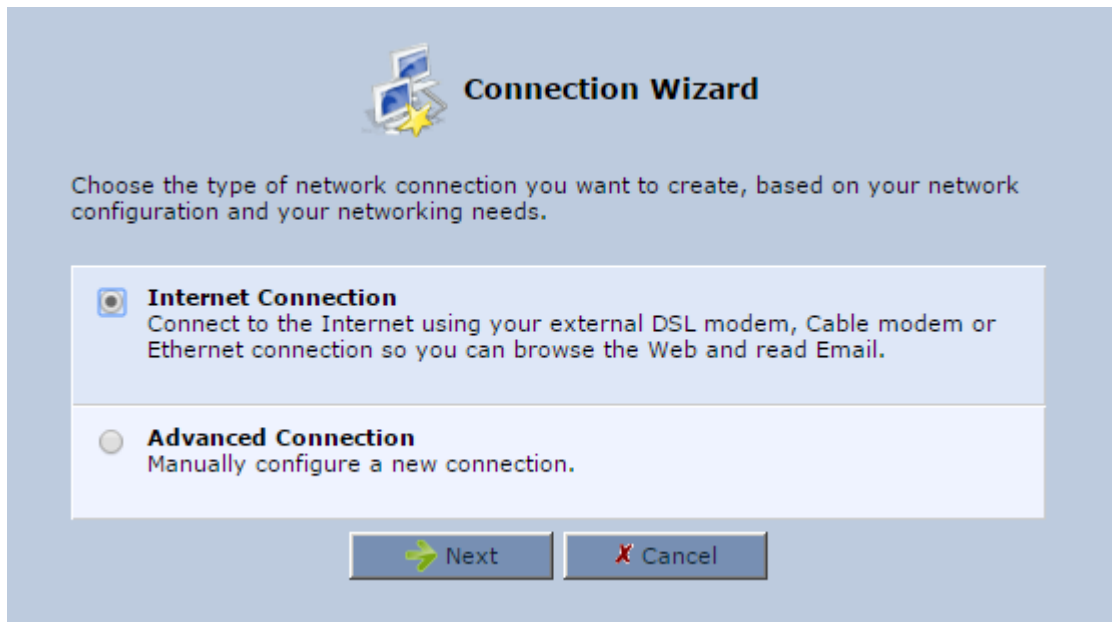 Connection Wizard
Choose the type of network connection you want to create, based on your network
configuration and your networking needs.
Internet Connection
Connect to the Internet using your external DSL modem, Cable modem or
Ethernet connection so you can browse the Web and read Email.
Advanced Connection
Manually configure a new connection.
Next
Cancel